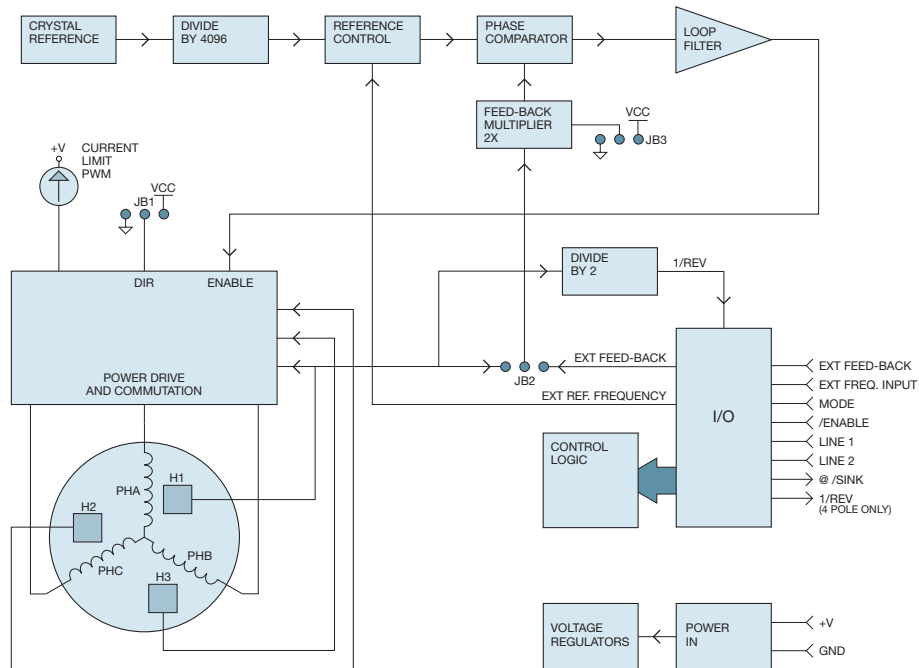 CRYSTAL
REFERENCE
DIVIDE
BY 4096
REFERENCE
CONTROL
PHASE
COMPARATOR
LOOP
FILTER
FEED-BACK
MULTIPLIER
2X
VCC
JB3
+V
CURRENT
LIMIT
PWM
VCC
JB1
DIR
ENABLE
DIVIDE
BY 2
1/REV
POWER DRIVE
AND COMMUTATION
EXT FEED-BACK
JB2
EXT REF. FREQUENCY
I/O
EXT FEED-BACK
EXT FREQ. INPUT
MODE
/ENABLE
LINE 1
LINE 2
@ /SINK
1/REV
(4 POLE ONLY)
CONTROL
LOGIC
PHA
H1
H2
PHB
PHC
H3
VOLTAGE
REGULATORS
POWER
IN
+V
GND